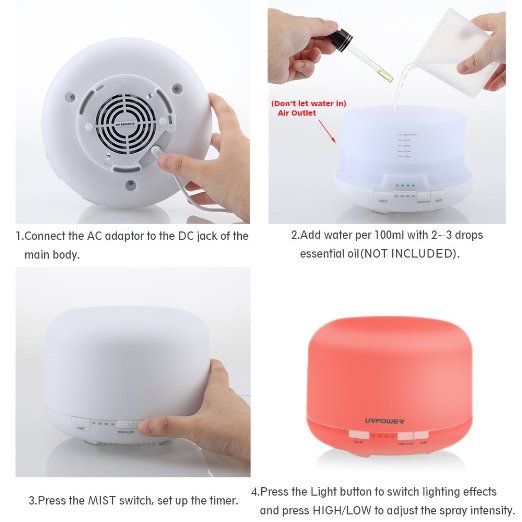 1.Connect the AC adaptor to the DC jack of the
main body.
(Don't let water in)
Air Outlet
2.Add water per 100ml with 2--3 drops
essential oil(NOT INCLUDED).
3.Press the MIST switch, set up the timer.
URPOWER
4.Press the Light button to switch lighting effects
and press HIGH/LOW to adjust the spray intensity.